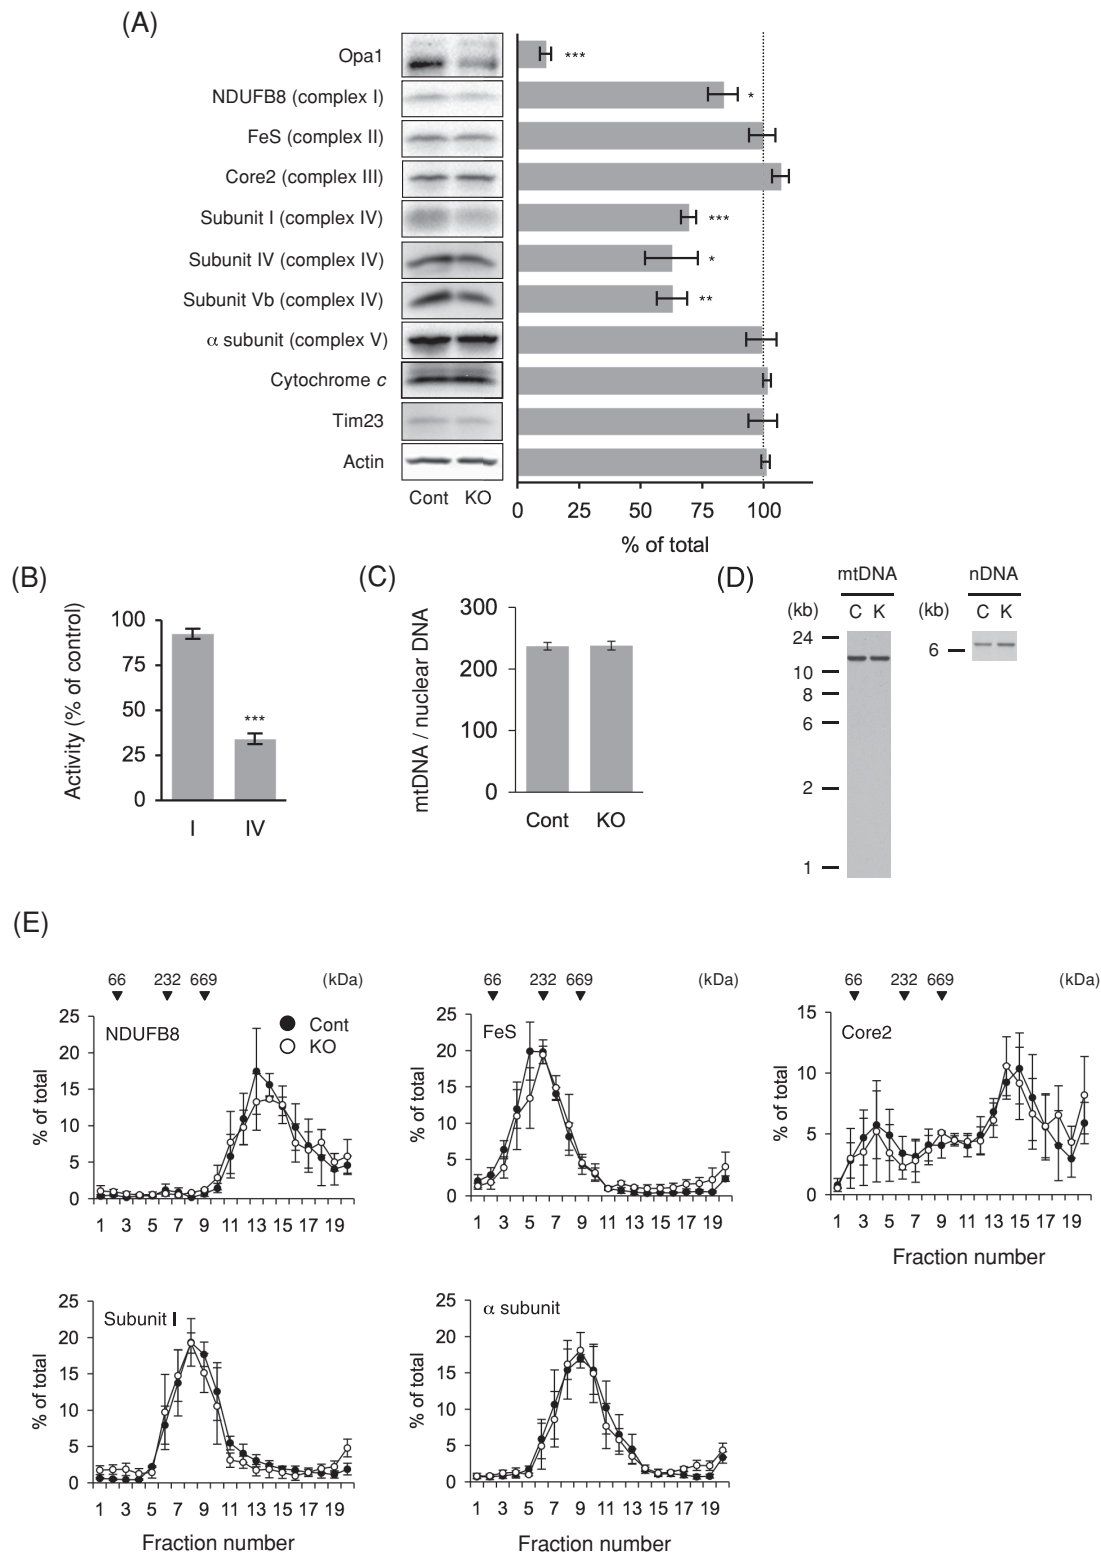 (A)
Opa1
***
NDUFB8 (complex I)
*
FeS (complex II)
Core2 (complex III)
Subunit I (complex IV)
***
Subunit IV (complex IV)
*
Subunit Vb (complex IV)
**
α subunit (complex V)
Cytochrome c
Tim23
Actin
Cont KO
0 25 50 75 100
% of total
(B)
Activity (% of control)
100
75
50
25
0
***
I IV
(C)
mtDNA / nuclear DNA
300
200
100
0
Cont KO
(D)
mtDNA nDNA
(kb) C K (kb) C K
24
10
8
6
2
1
6
(E)
66 232 669 (kDa)
NDUFB8
Cont
KO
% of total
25
20
15
10
5
0
1 3 5 7 9 11 13 15 17 19
66 232 669 (kDa)
FeS
% of total
25
20
15
10
5
0
1 3 5 7 9 11 13 15 17 19
66 232 669 (kDa)
Core2
% of total
15
10
5
0
1 3 5 7 9 11 13 15 17 19
Fraction number
Subunit I
% of total
25
20
15
10
5
0
1 3 5 7 9 11 13 15 17 19
Fraction number
α subunit
% of total
25
20
15
10
5
0
1 3 5 7 9 11 13 15 17 19
Fraction number